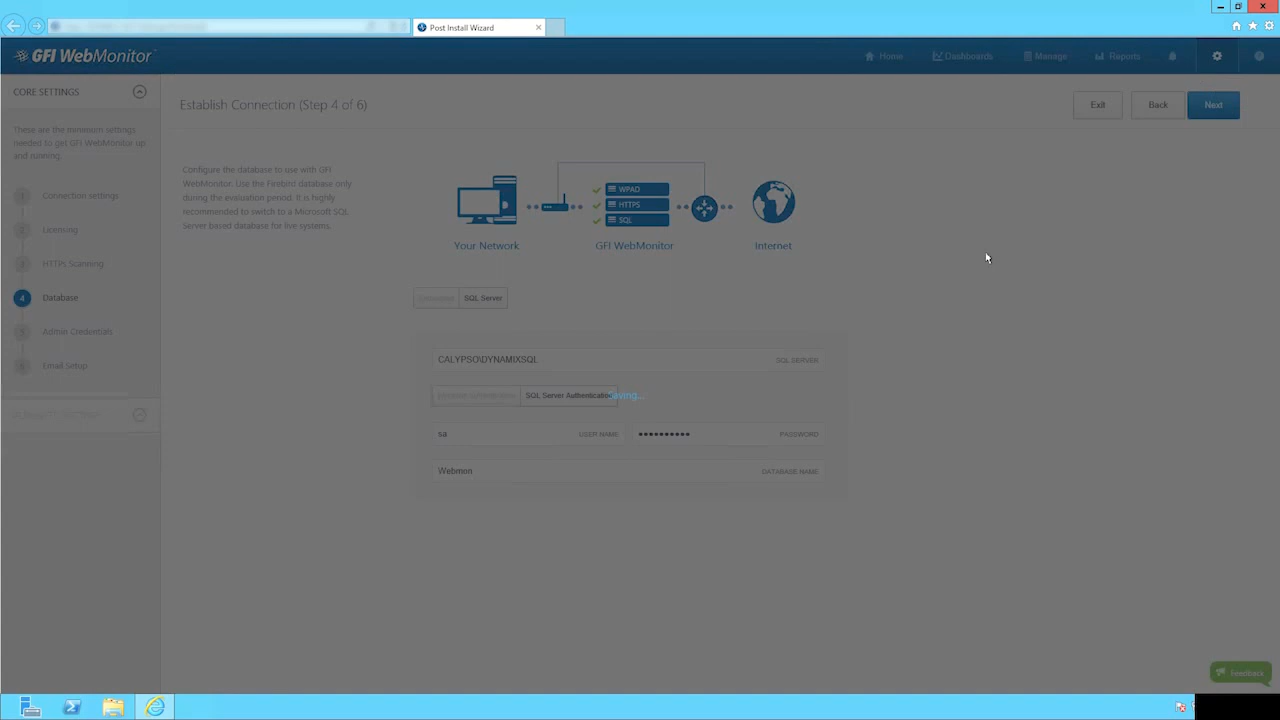 Post Install Wizard
GFI WebMonitor™
Home
Dashboards
Manage
Reports
CORE SETTINGS
These are the minimum settings
needed to get GFI WebMonitor up
and running:
1 Connection settings
2 Licensing
3 HTTPs Scanning
4 Database
5 Admin Credentials
6 Email Setup
Establish Connection (Step 4 of 6)
Exit
Back
Next
Configure the database to use with GFI
WebMonitor. Use the Firebird database only
during the evaluation period. It is highly
recommended to switch to a Microsoft SQL
Server based database for live systems.
WPAD
HTTPS
SQL
Your Network
GFI WebMonitor
Internet
SQL Server
CALYPSO\DYNAMIXSQL
SQL SERVER
SQL Server Authentication
Saving...
sa
USER NAME
••••••••••
PASSWORD
Webmon
DATABASE NAME
Feedback